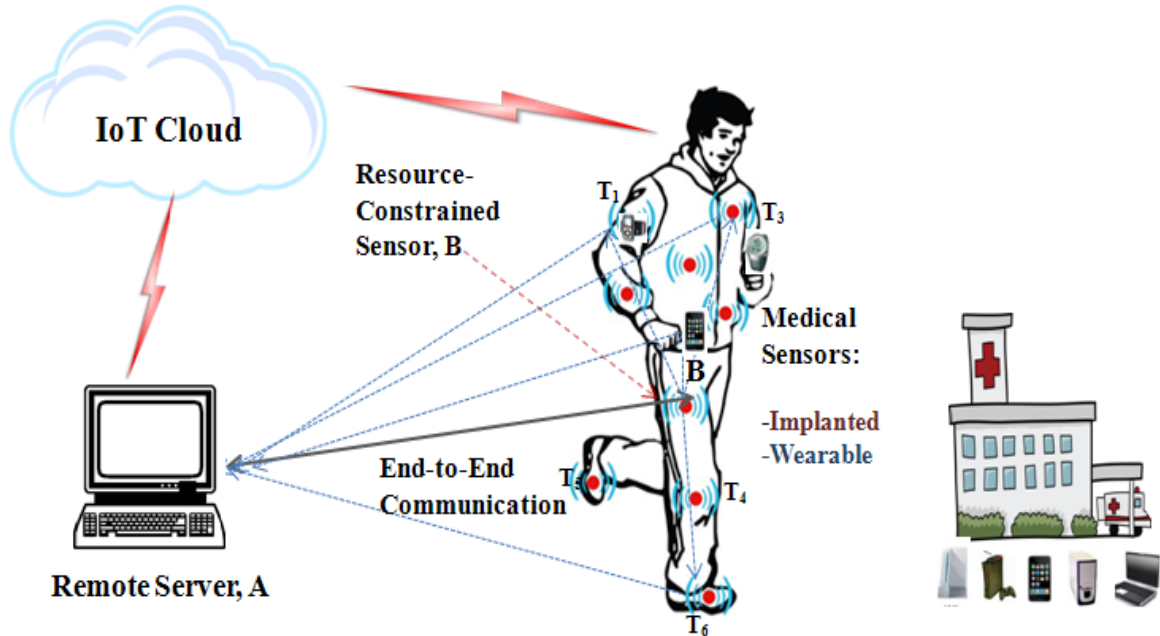 IoT Cloud
Resource-
Constrained
Sensor, B
T1
T3
Medical
Sensors:
B
-Implanted
-Wearable
End-to-End
Communication
T5
T4
Remote Server, A
T6